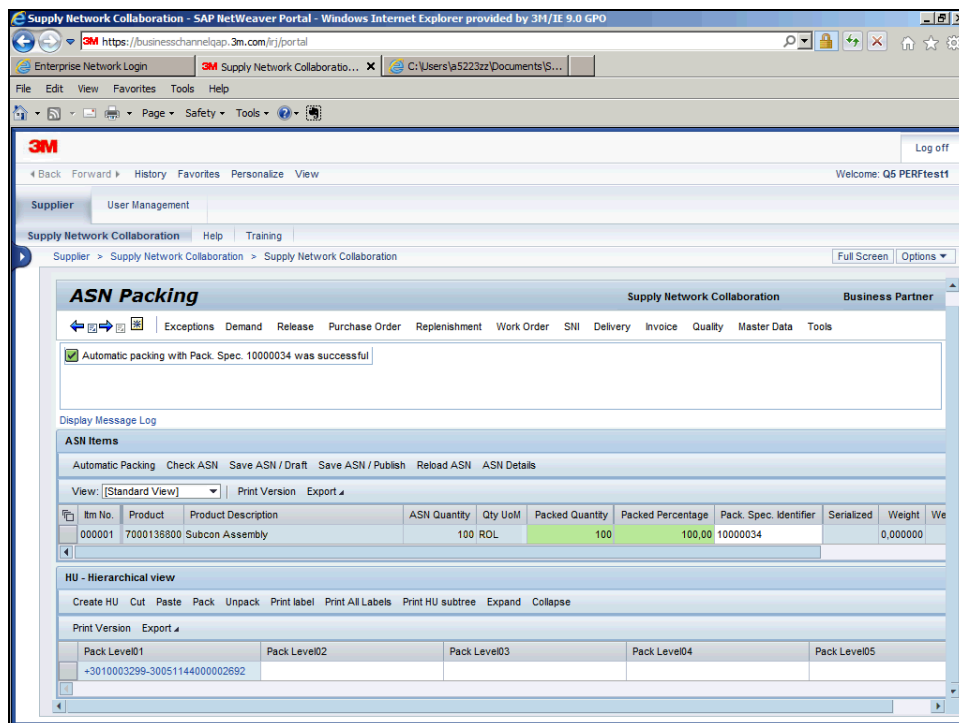 Supply Network Collaboration - SAP NetWeaver Portal - Windows Internet Explorer provided by 3M/IE 9.0 GPO
3M https://businesschannelqap.3m.com/irj/portal
Enterprise Network Login 3M Supply Network Collaboratio... X C:\Users\a5223zz\Documents\S...
File Edit View Favorites Tools Help
Page Safety Tools
3M Log off
Back Forward History Favorites Personalize View Welcome: Q5 PERFtest1
Supplier User Management
Supply Network Collaboration Help Training
Supplier > Supply Network Collaboration > Supply Network Collaboration Full Screen Options
ASN Packing Supply Network Collaboration Business Partner
Exceptions Demand Release Purchase Order Replenishment Work Order SNI Delivery Invoice Quality Master Data Tools
Automatic packing with Pack. Spec. 10000034 was successful
Display Message Log
ASN Items
Automatic Packing Check ASN Save ASN / Draft Save ASN / Publish Reload ASN ASN Details
View: [Standard View] Print Version Export
Itm No. Product Product Description ASN Quantity Qty UoM Packed Quantity Packed Percentage Pack. Spec. Identifier Serialized Weight We
000001 7000136800 Subcon Assembly 100 ROL 100 100,00 10000034 0,000000
HU - Hierarchical view
Create HU Cut Paste Pack Unpack Print label Print All Labels Print HU subtree Expand Collapse
Print Version Export
Pack Level01 Pack Level02 Pack Level03 Pack Level04 Pack Level05
+3010003299-30051144000002692